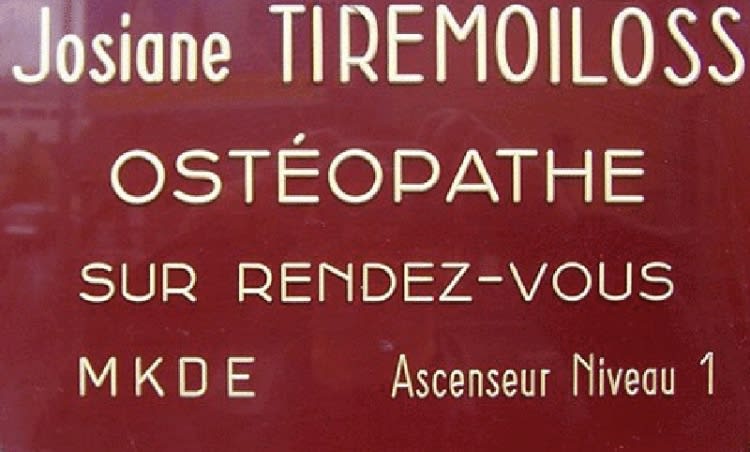 Josiane TIREMOILOSS
OSTÉOPATHE
SUR RENDEZ-VOUS
MKDE Ascenseur Niveau 1